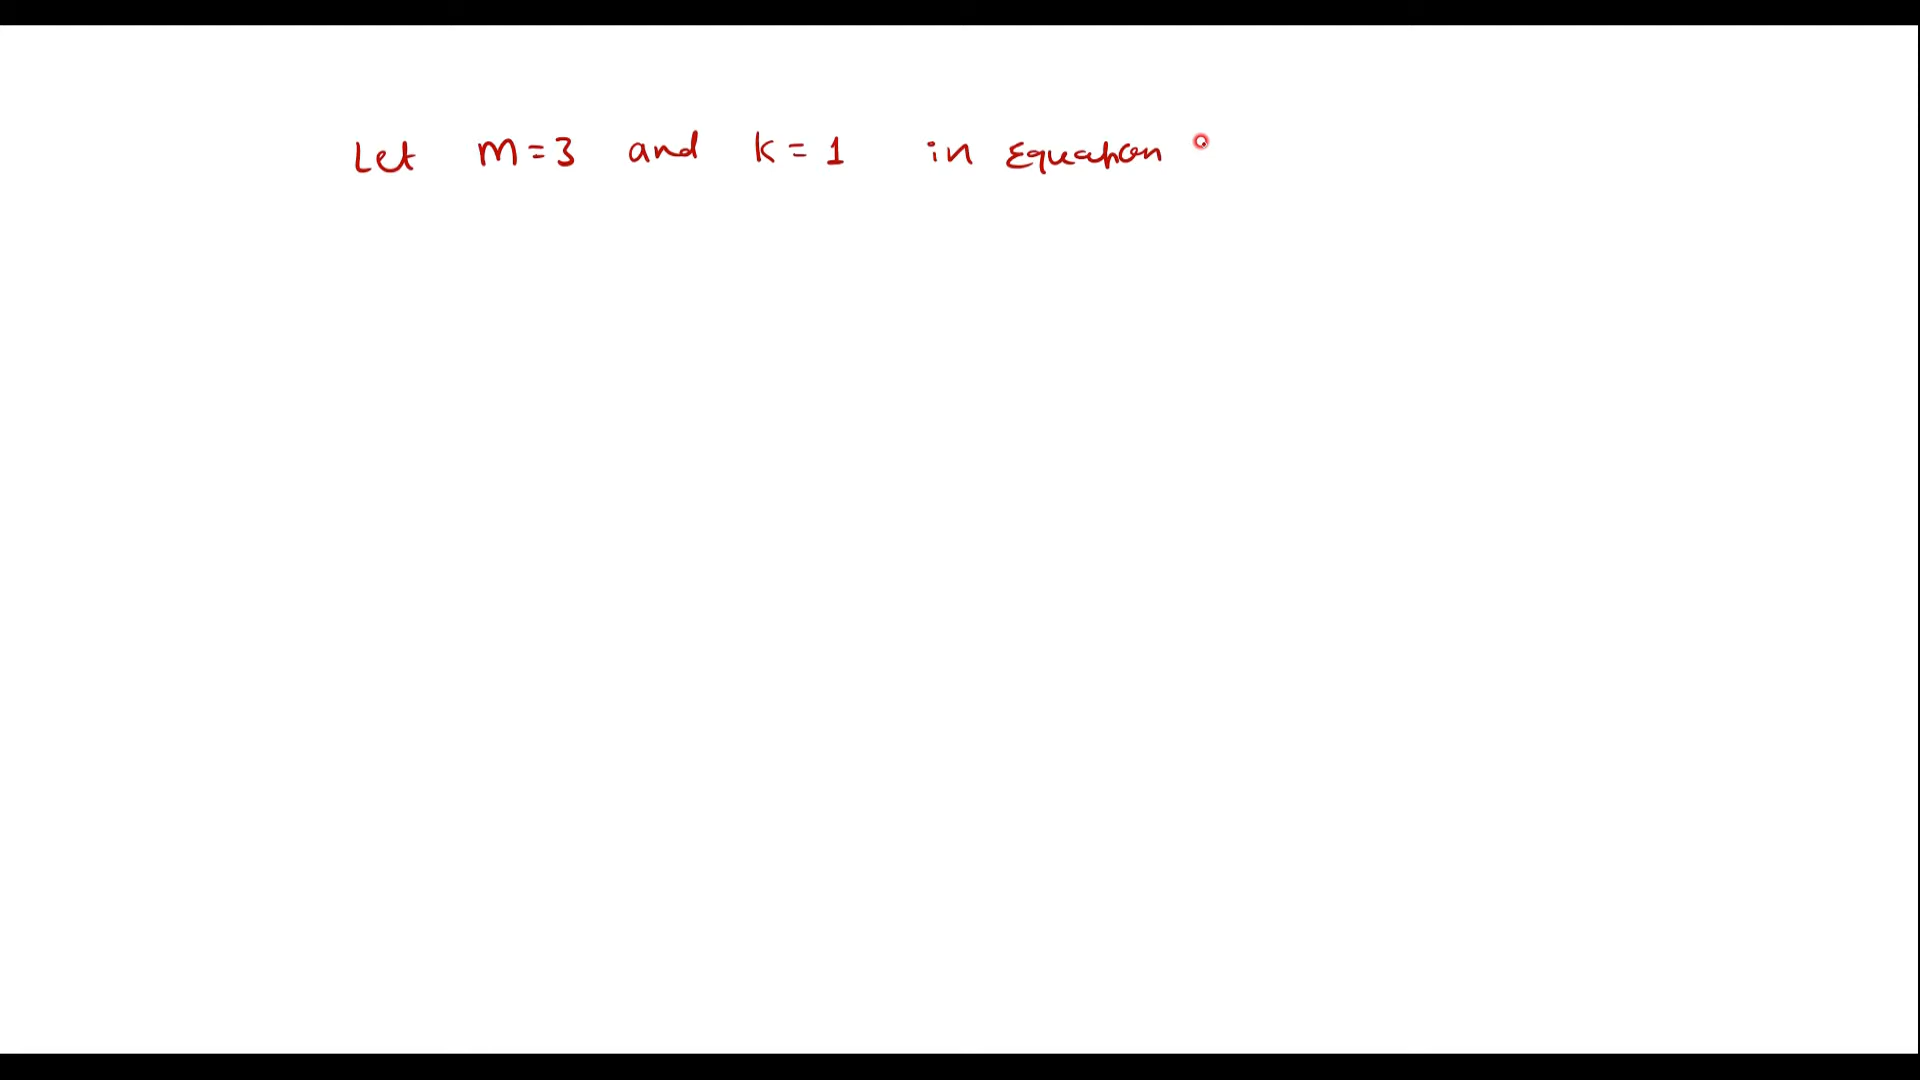 Let m=3 and k=1 in Equation